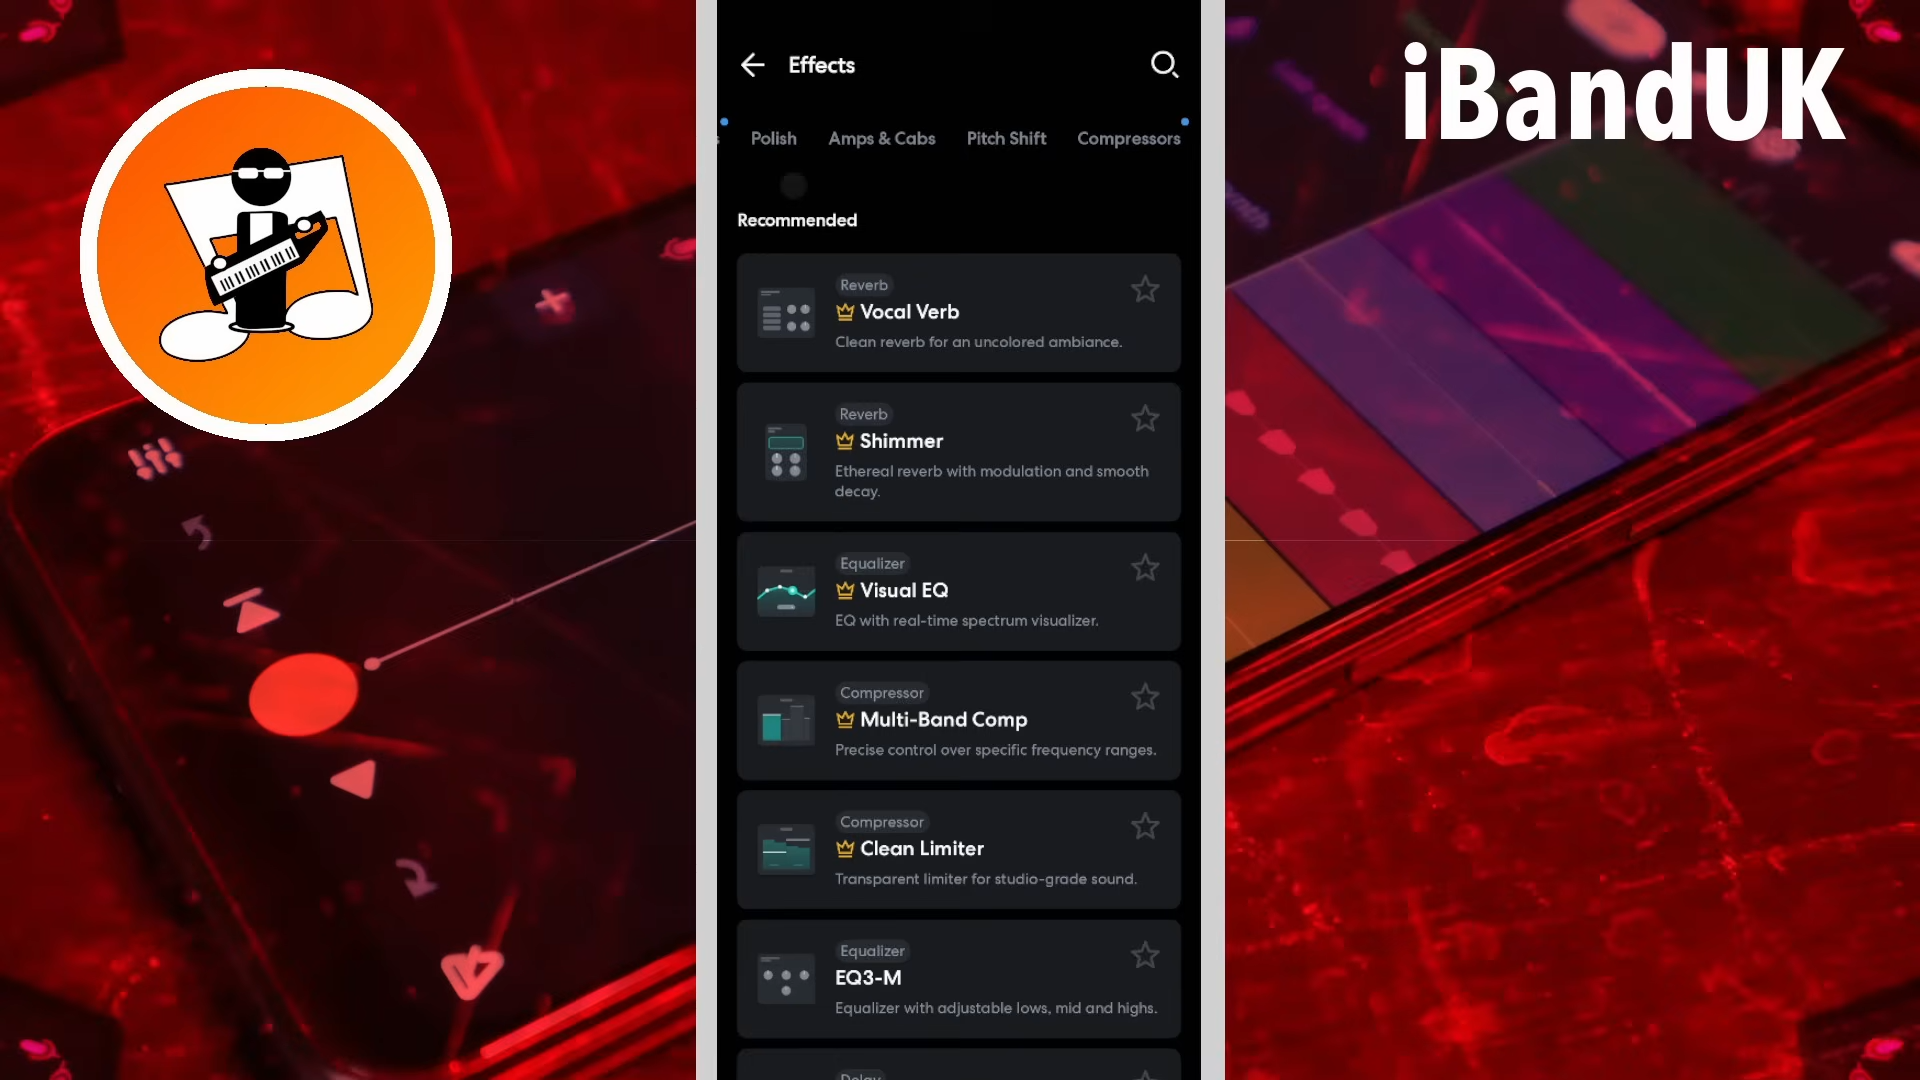 iBandUK
Effects
Polish
Amps & Cabs
Pitch Shift
Compressors
Recommended
Reverb
Vocal Verb
Clean reverb for an uncolored ambiance.
Reverb
Shimmer
Ethereal reverb with modulation and smooth
decay.
Equalizer
Visual EQ
EQ with real-time spectrum visualizer.
Compressor
Multi-Band Comp
Precise control over specific frequency ranges.
Compressor
Clean Limiter
Transparent limiter for studio-grade sound.
Equalizer
EQ3-M
Equalizer with adjustable lows, mid and highs.